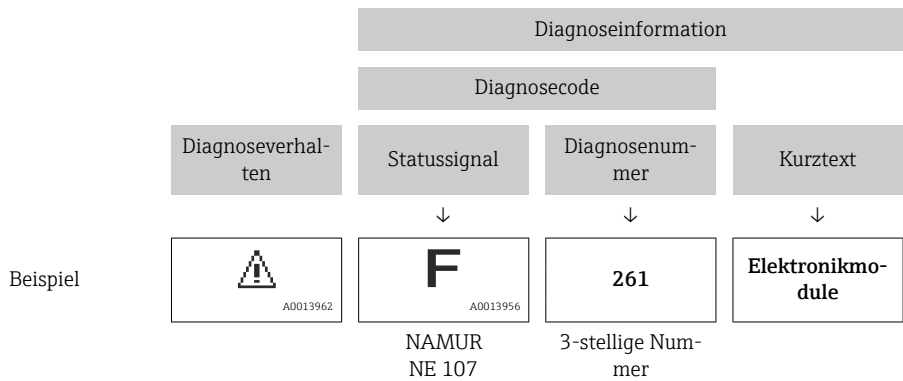 Diagnoseinformation
Diagnosecode
Diagnoseverhal-
ten
Statussignal
Diagnosenum-
mer
Kurztext
↓ ↓ ↓
Beispiel
A0013962
F
A0013956
261
Elektronikmo-
dule
NAMUR
NE 107
3-stellige Num-
mer